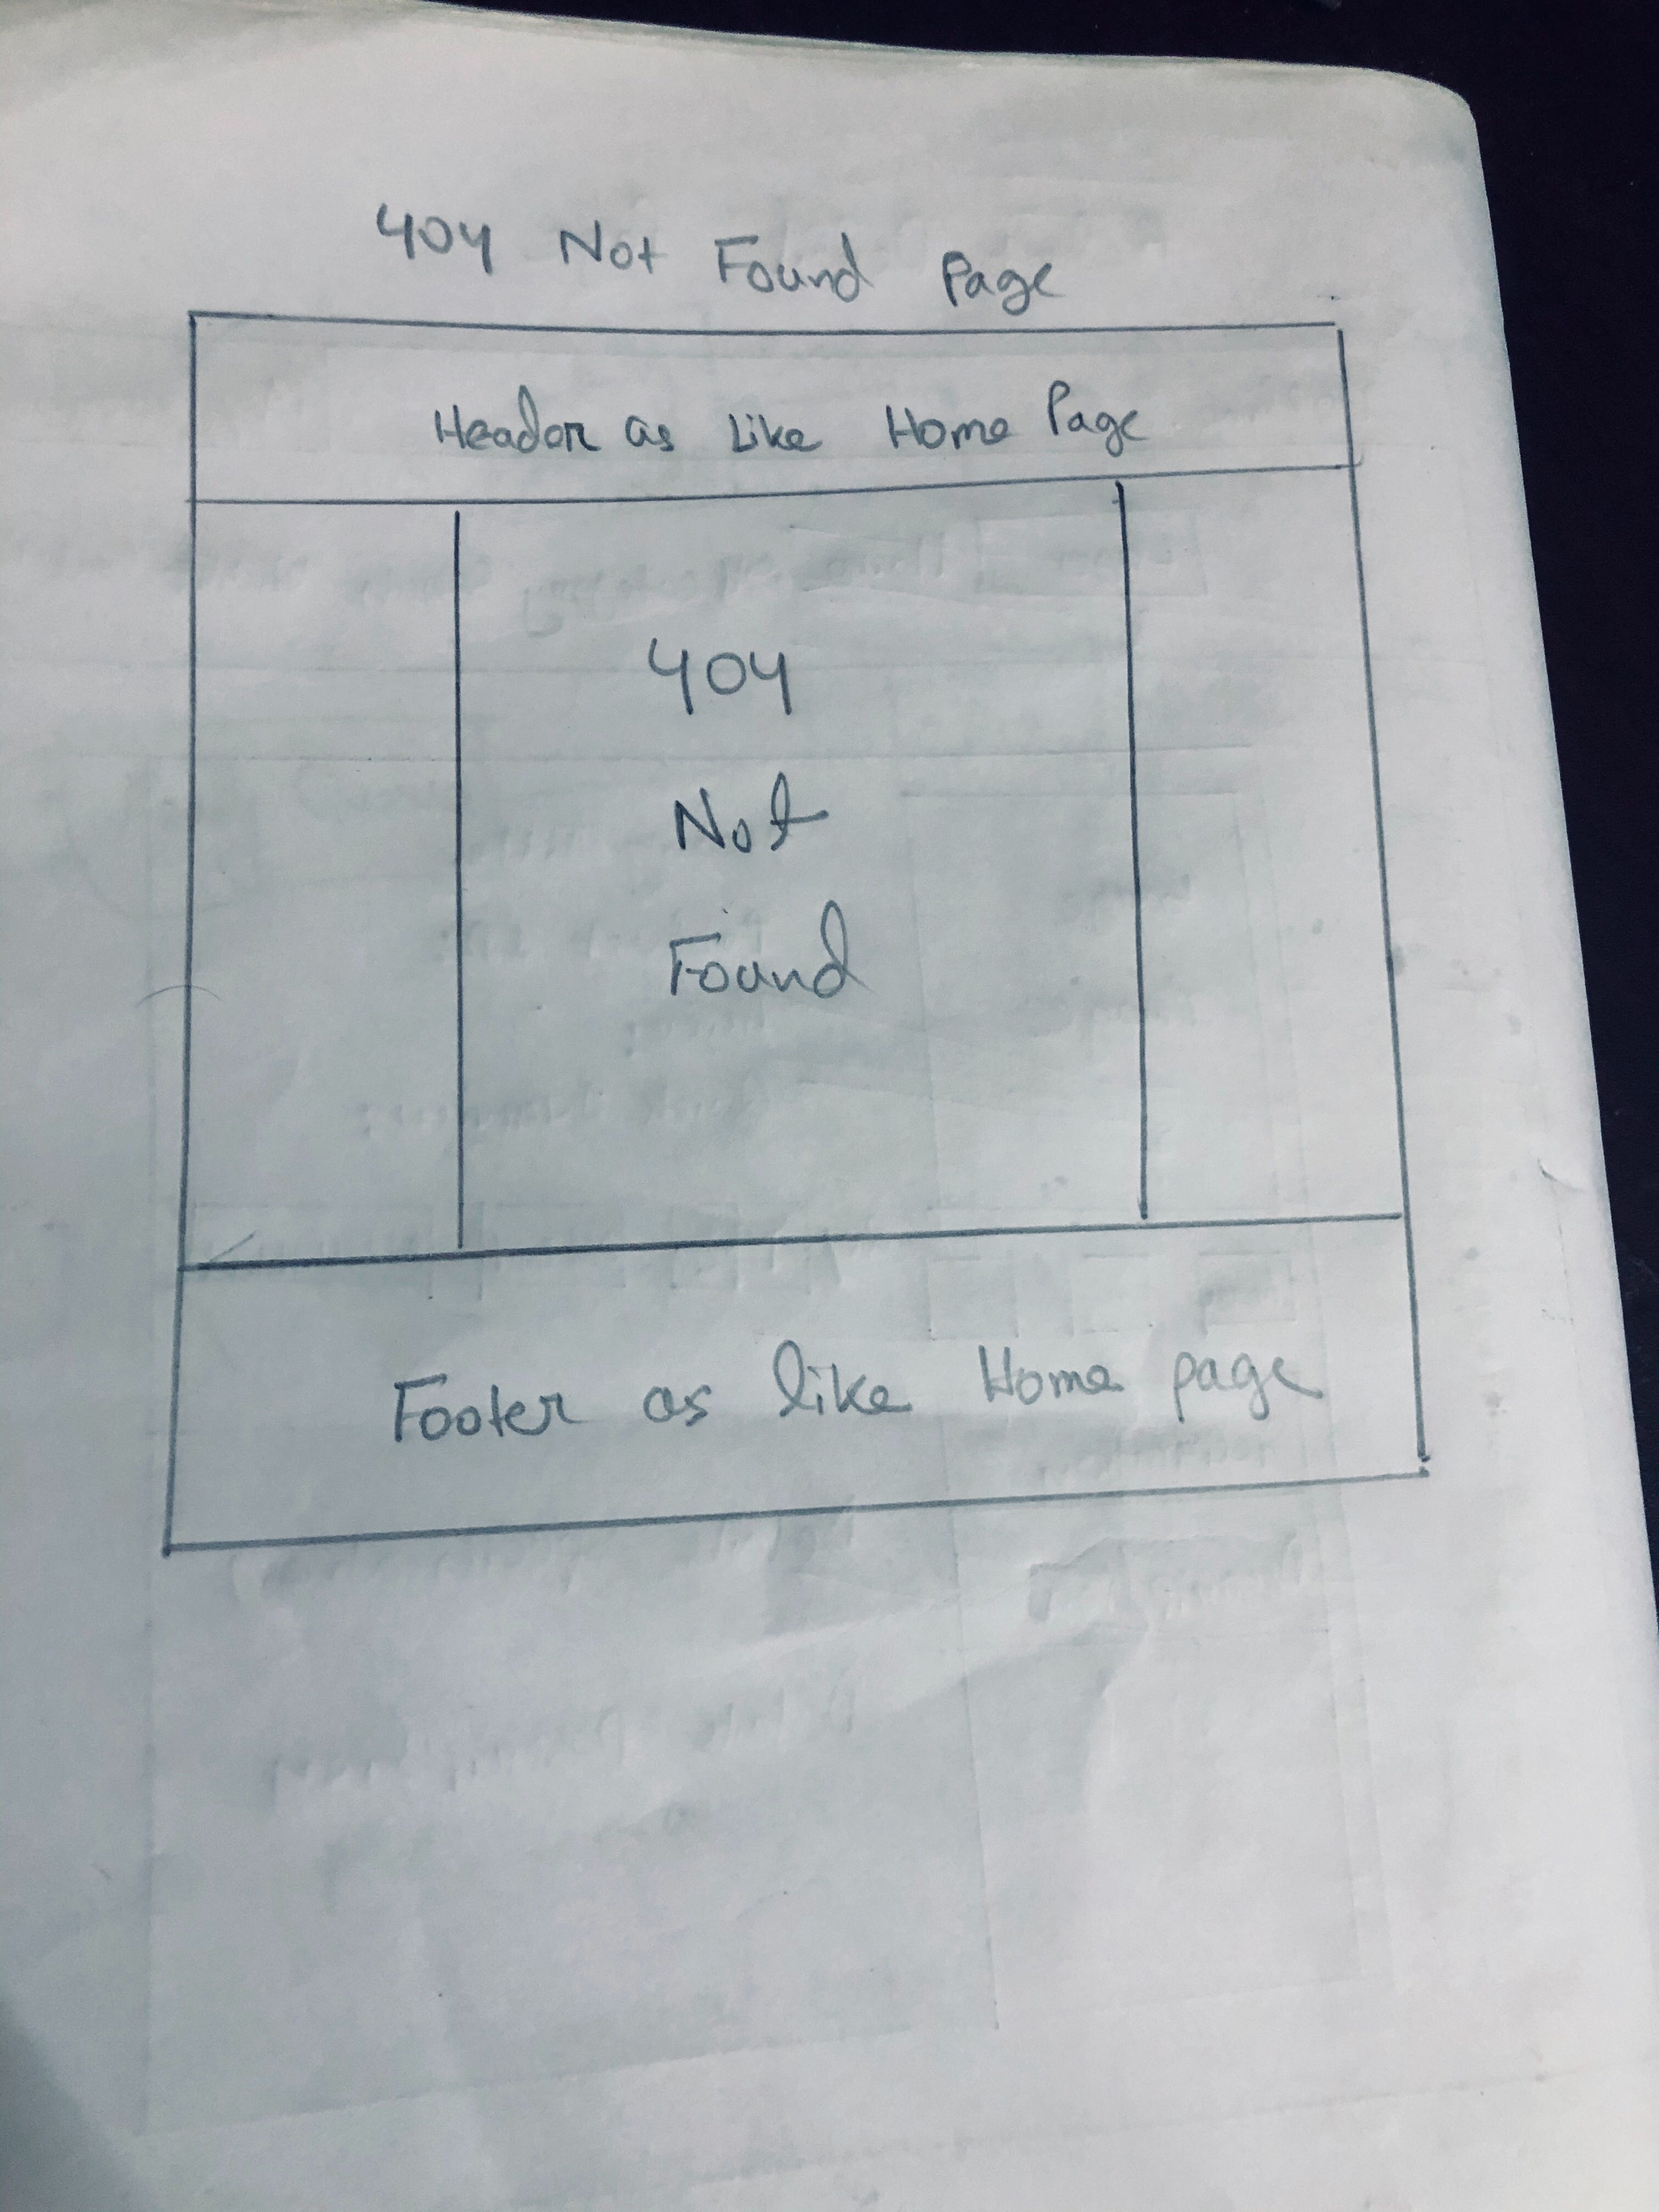 404 Not Found Page
Header as Like Home Page
404
Not
Found
Footer as like Home page